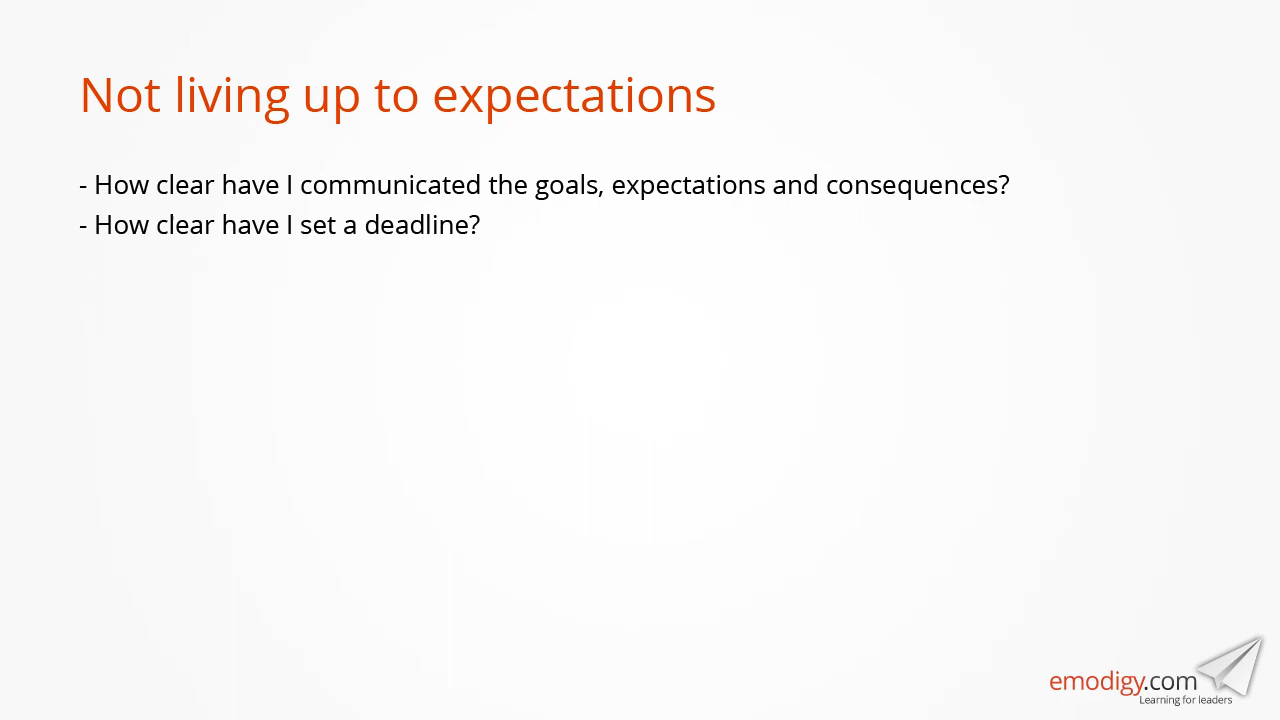 Not living up to expectations
- How clear have I communicated the goals, expectations and consequences?
- How clear have I set a deadline?
emodigy.com
Learning for leaders